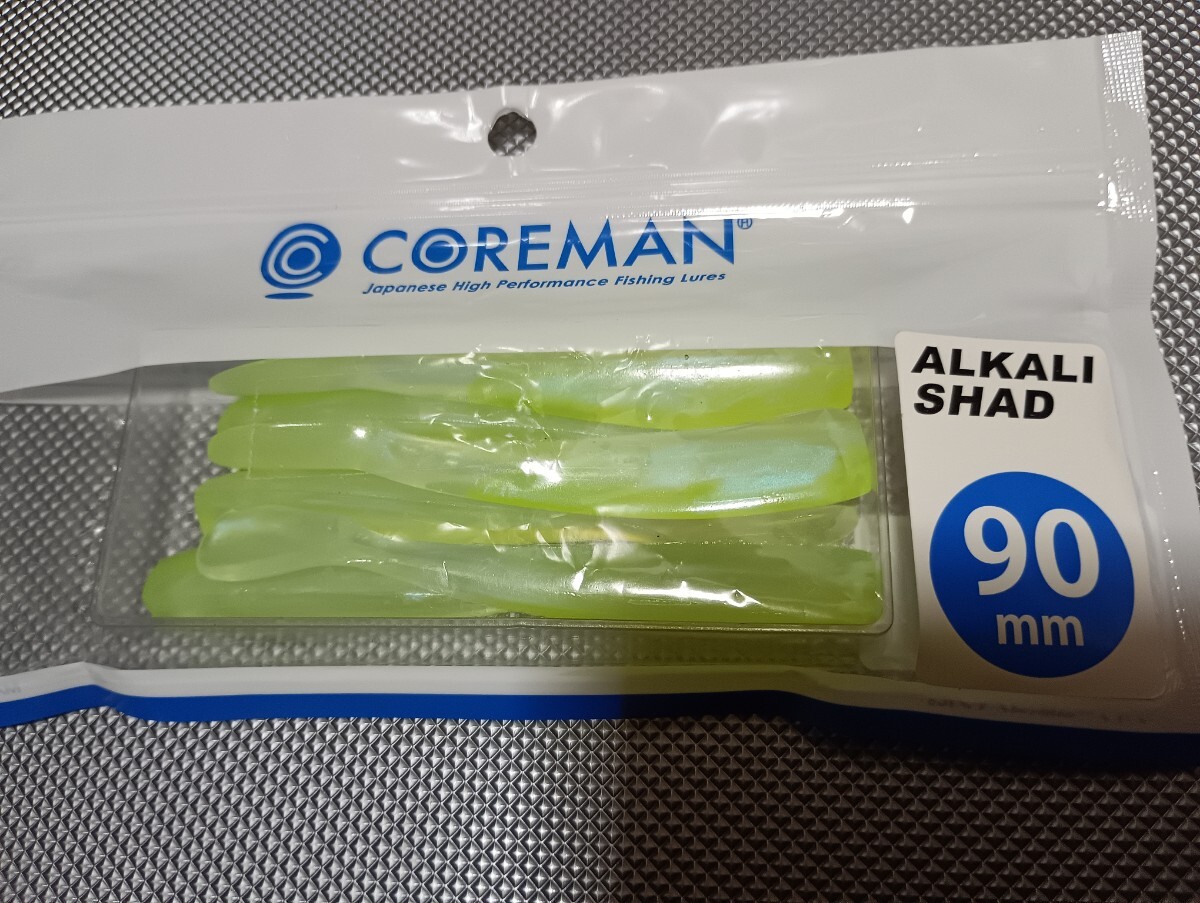 COREMAN®
Japanese High Performance Fishing Lures
ALKALI
SHAD
90
mm